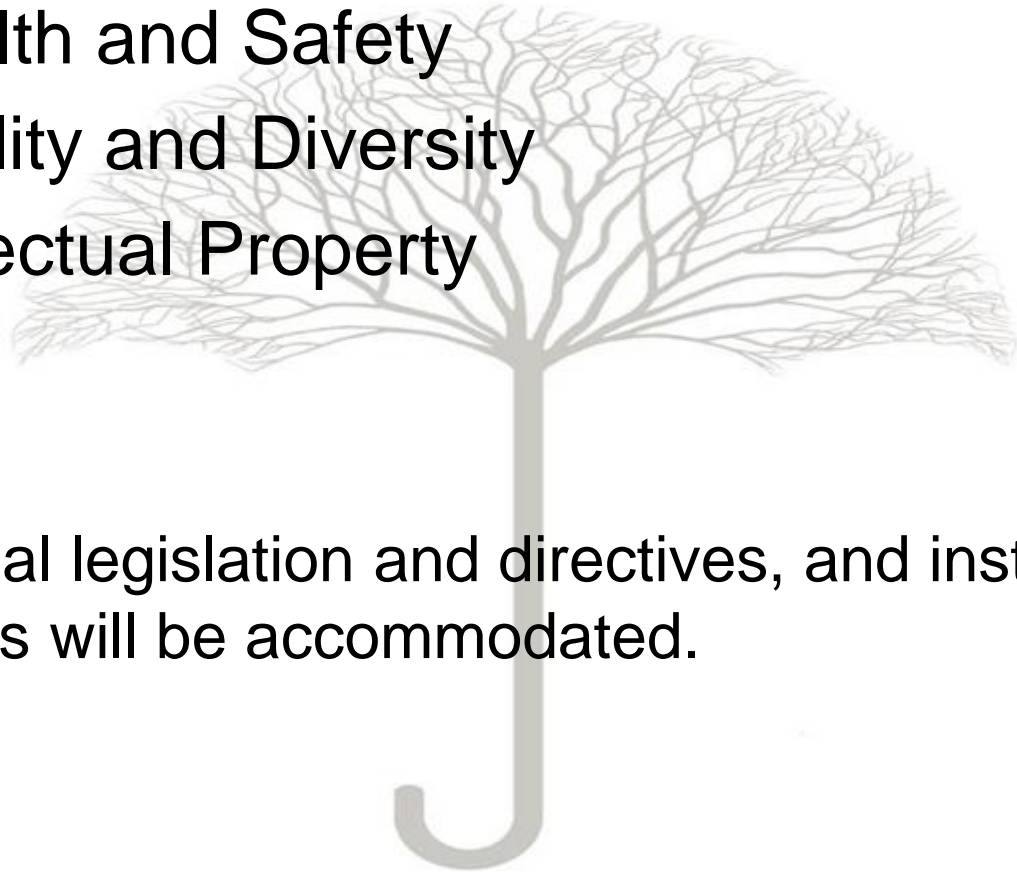 lth and Safety
lity and Diversity
ectual Property
al legislation and directives, and inst
s will be accommodated.